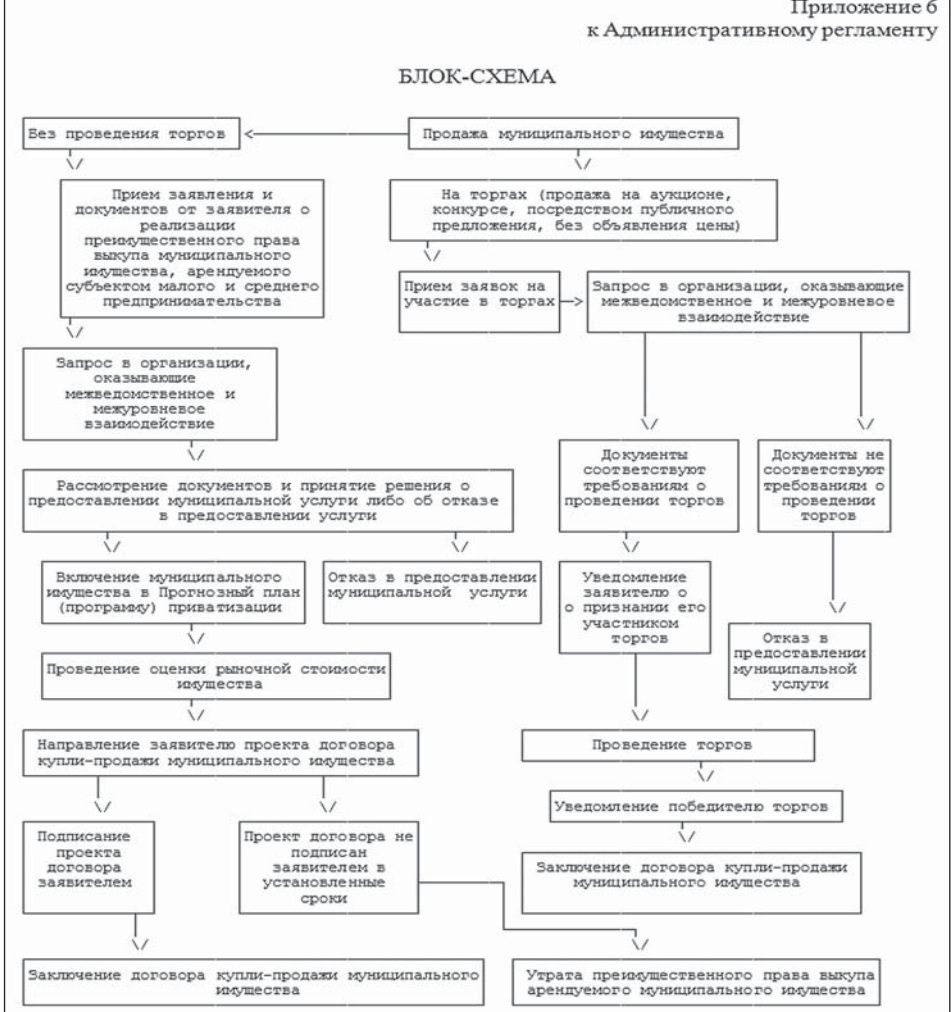 Приложение 6
к Административному регламенту
БЛОК-СХЕМА
Без проведения торгов
Продажа муниципального имущества
Прием заявления и
документов от заявителя о
реализации
преимущественного права
выкупа муниципального
имущества, арендуемого
субъектом малого и среднего
предпринимательства
На торгах (продажа на аукционе,
конкурсе, посредством публичного
предложения, без объявления цены)
Прием заявок на
участие в торгах
Запрос в организации, оказывающие
межведомственное и межуровневое
взаимодействие
Запрос в организации,
оказывающие
межведомственное и
межуровневое
взаимодействие
Документы
соответствуют
требованиям о
проведении торгов
Документы не
соответствуют
требованиям о
проведении
торгов
Рассмотрение документов и принятие решения о
предоставлении муниципальной услуги либо об отказе
в предоставлении услуги
Включение муниципального
имущества в Прогнозный план
(программу) приватизации
Отказ в предоставлении
муниципальной услуги
Уведомление
заявителю о
о признании его
участником
торгов
Отказ в
предоставлении
муниципальной
услуги
Проведение оценки рыночной стоимости
имущества
Направление заявителю проекта договора
купли-продажи муниципального имущества
Проведение торгов
Уведомление победителю торгов
Подписание
проекта
договора
заявителем
Проект договора не
подписан
заявителем в
установленные
сроки
Заключение договора купли-продажи
муниципального имущества
Заключение договора купли-продажи муниципального
имущества
Утрата преимущественного права выкупа
арендуемого муниципального имущества